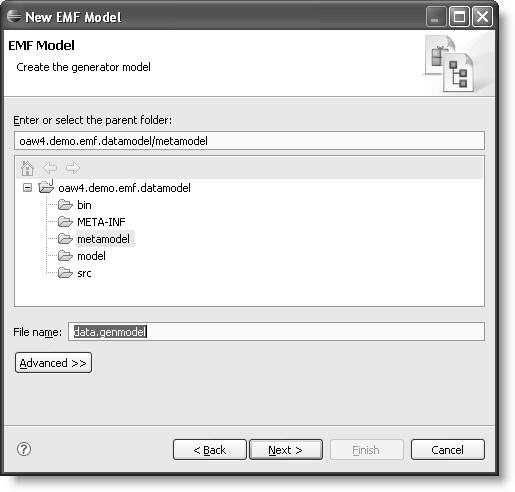 New EMF Model
EMF Model
Create the generator model
Enter or select the parent folder:
oaw4.demo.emf.datamodel/metamodel
oaw4.demo.emf.datamodel
bin
META-INF
metamodel
model
src
File name: data.genmodel
Advanced >>
< Back Next > Finish Cancel